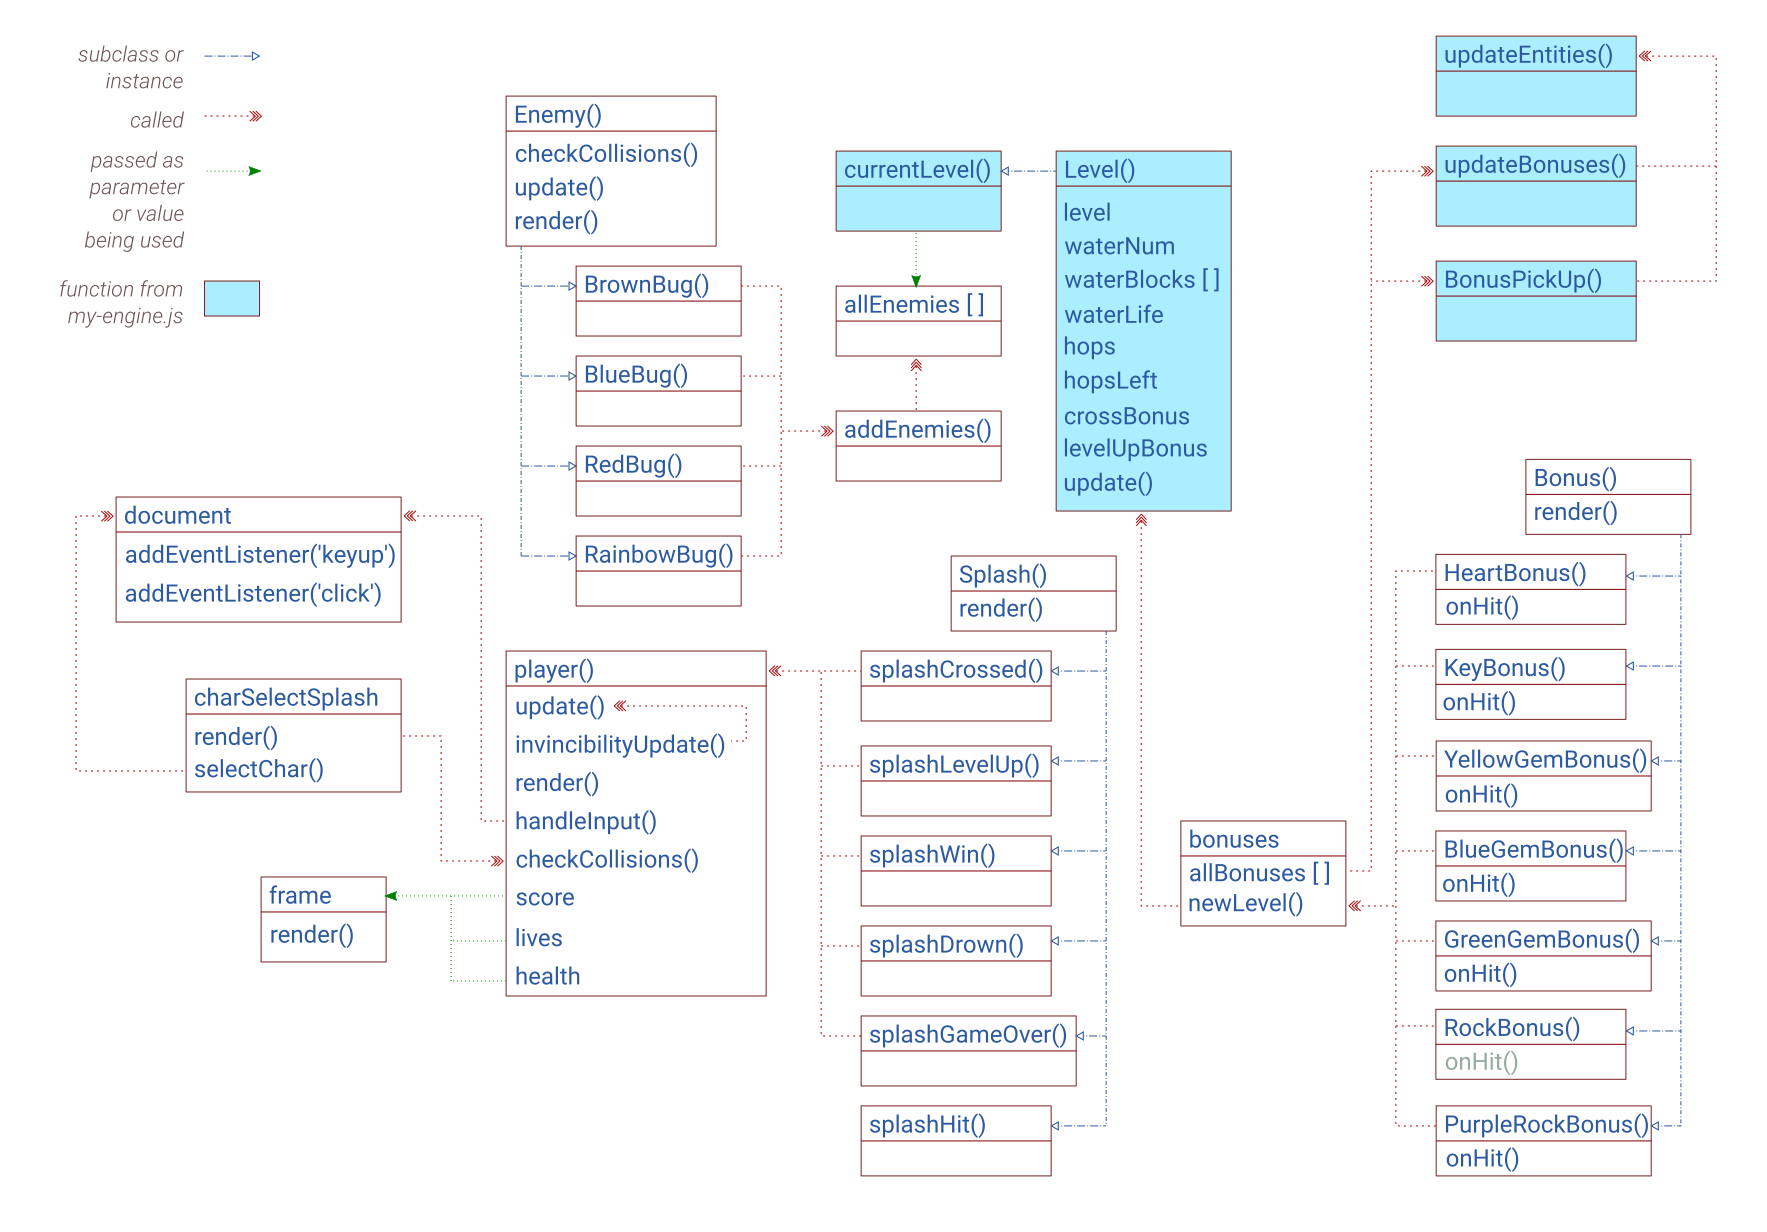 subclass or
instance
called
passed as
parameter
or value
being used
function from
my-engine.js
Enemy()
checkCollisions()
update()
render()
BrownBug()
BlueBug()
RedBug()
RainbowBug()
currentLevel()
allEnemies [ ]
addEnemies()
Level()
level
waterNum
waterBlocks [ ]
waterLife
hops
hopsLeft
crossBonus
levelUpBonus
update()
updateEntities()
updateBonuses()
BonusPickUp()
document
addEventListener('keyup')
addEventListener('click')
charSelectSplash
render()
selectChar()
frame
render()
player()
update()
invincibilityUpdate()
render()
handleInput()
checkCollisions()
score
lives
health
Splash()
render()
splashCrossed()
splashLevelUp()
splashWin()
splashDrown()
splashGameOver()
splashHit()
bonuses
allBonuses [ ]
newLevel()
Bonus()
render()
HeartBonus()
onHit()
KeyBonus()
onHit()
YellowGemBonus()
onHit()
BlueGemBonus()
onHit()
GreenGemBonus()
onHit()
RockBonus()
onHit()
PurpleRockBonus()
onHit()